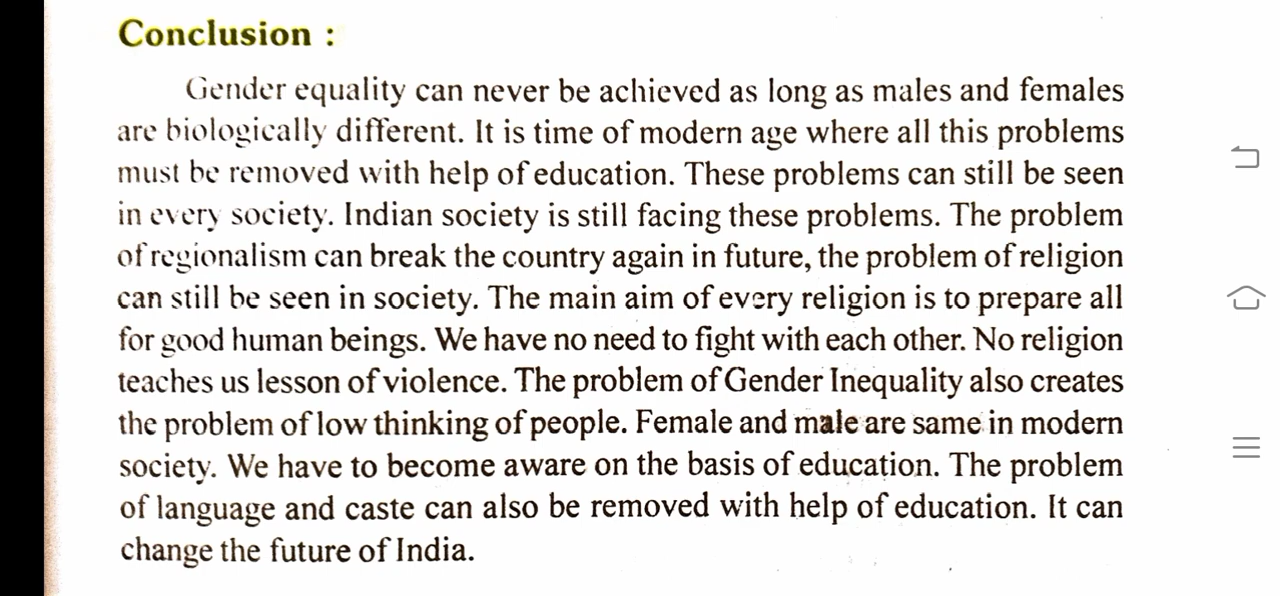 Conclusion :
Gender equality can never be achieved as long as males and females
are biologically different. It is time of modern age where all this problems
must be removed with help of education. These problems can still be seen
in every society. Indian society is still facing these problems. The problem
of regionalism can break the country again in future, the problem of religion
can still be seen in society. The main aim of every religion is to prepare all
for good human beings. We have no need to fight with each other. No religion
teaches us lesson of violence. The problem of Gender Inequality also creates
the problem of low thinking of people. Female and male are same in modern
society. We have to become aware on the basis of education. The problem
of language and caste can also be removed with help of education. It can
change the future of India.